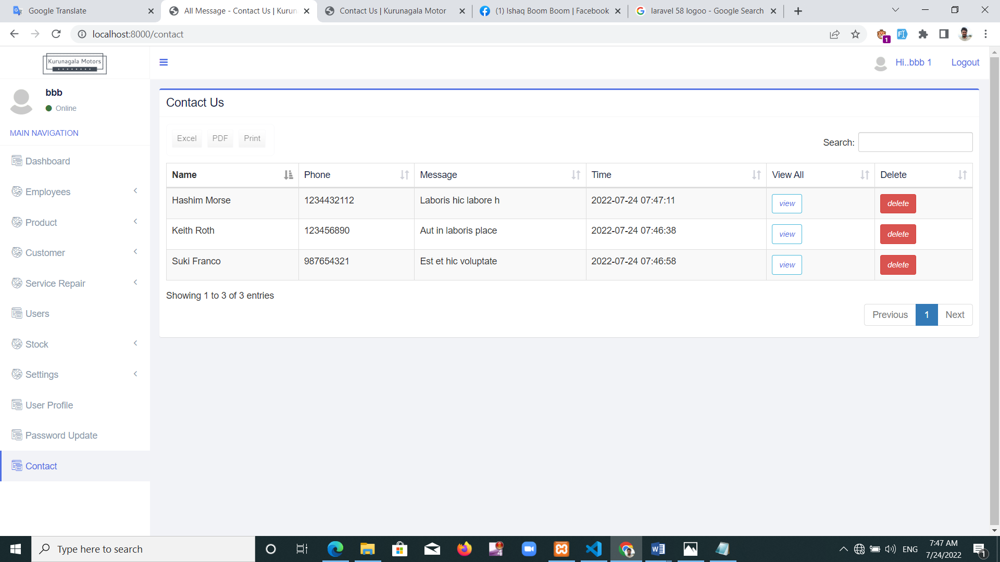 Google Translate
All Message - Contact Us | Kurun
Contact Us | Kurunagala Motor
(1) Ishaq Boom Boom | Facebook
laravel 58 logoo - Google Search
localhost:8000/contact
1
Kurunagala Motors
Hi..bbb 1
Logout
bbb
Online
MAIN NAVIGATION
Dashboard
Employees
Product
Customer
Service Repair
Users
Stock
Settings
User Profile
Password Update
Contact
Contact Us
Excel PDF Print
Search:
Name Phone Message Time View All Delete
Hashim Morse 1234432112 Laboris hic labore h 2022-07-24 07:47:11 view delete
Keith Roth 123456890 Aut in laboris place 2022-07-24 07:46:38 view delete
Suki Franco 987654321 Est et hic voluptate 2022-07-24 07:46:58 view delete
Showing 1 to 3 of 3 entries
Previous 1 Next
Type here to search
ENG
7:47 AM
7/24/2022
1